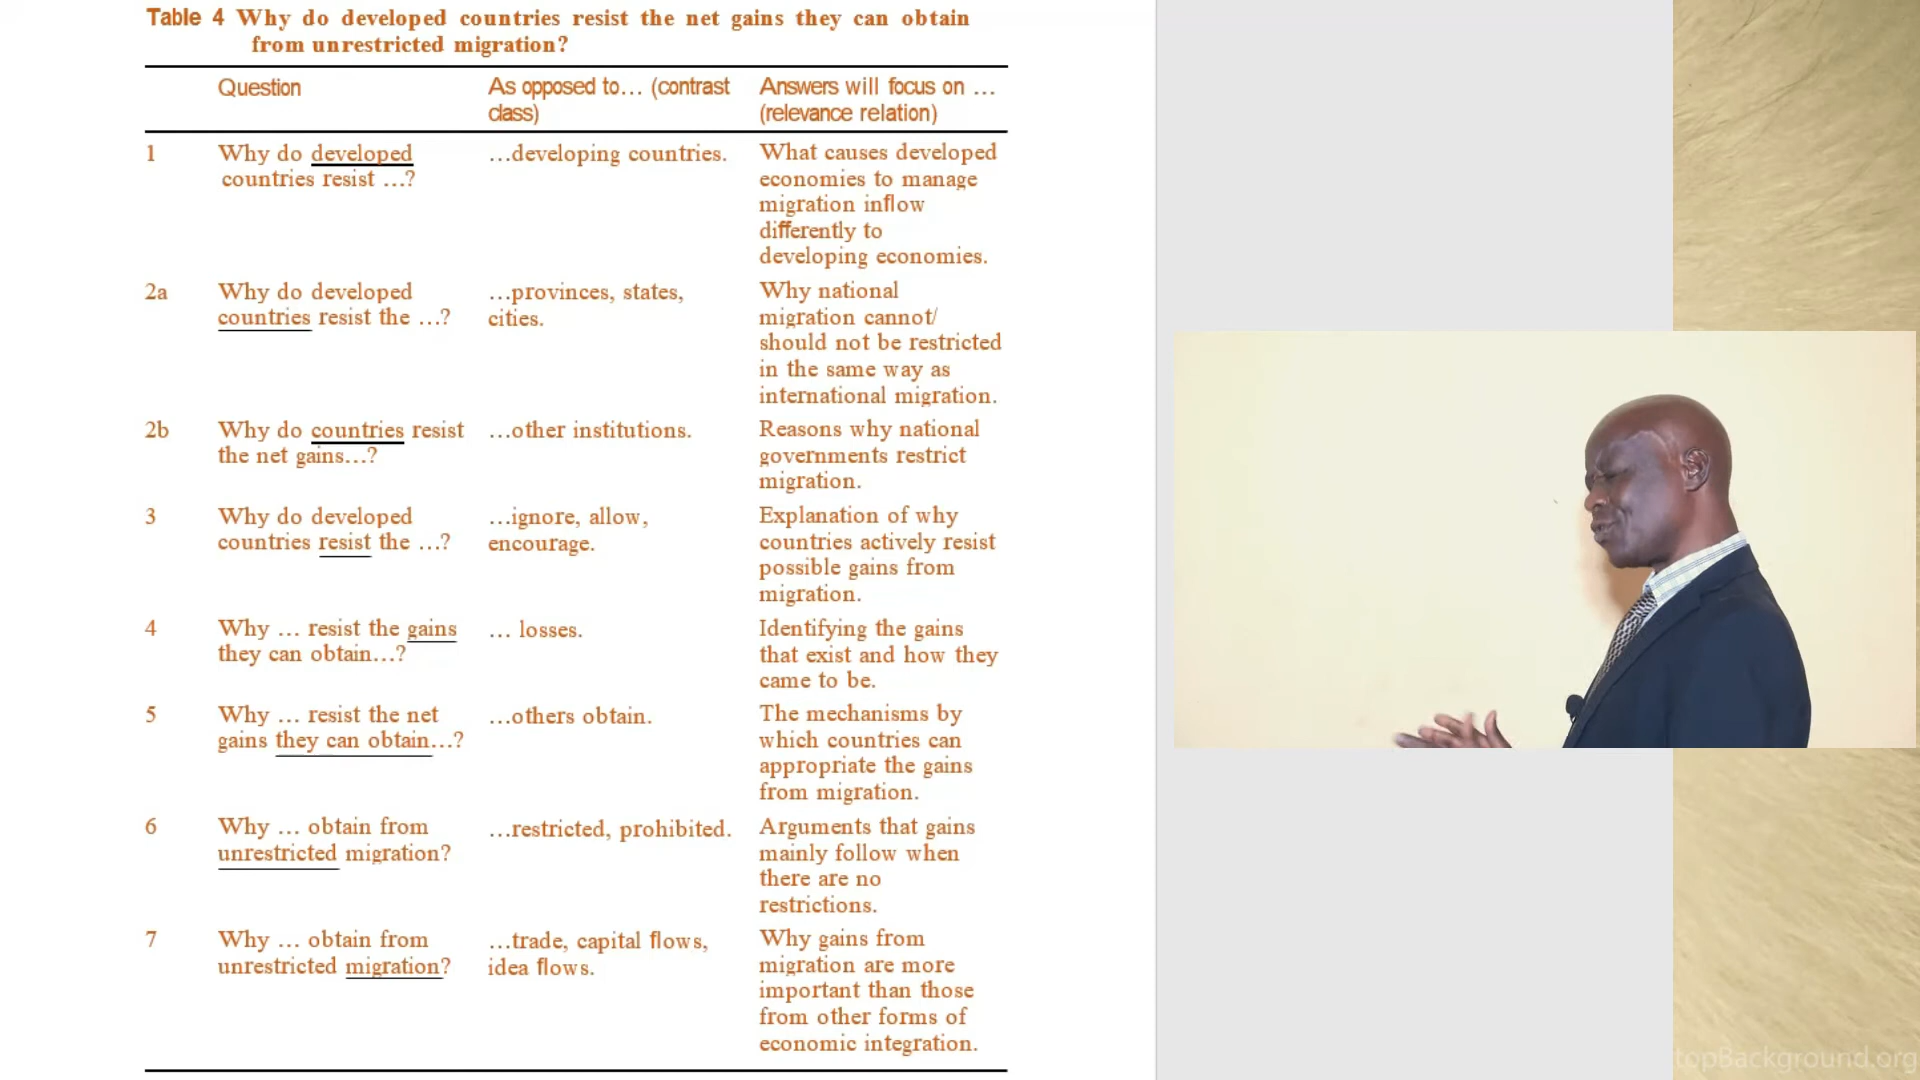 Table 4 Why do developed countries resist the net gains they can obtain
from unrestricted migration?
Question
As opposed to… (contrast
class)
Answers will focus on …
(relevance relation)
1
Why do developed
countries resist …?
…developing countries.
What causes developed
economies to manage
migration inflow
differently to
developing economies.
2a
Why do developed
countries resist the …?
…provinces, states,
cities.
Why national
migration cannot/
should not be restricted
in the same way as
international migration.
2b
Why do countries resist
the net gains…?
…other institutions.
Reasons why national
governments restrict
migration.
3
Why do developed
countries resist the …?
…ignore, allow,
encourage.
Explanation of why
countries actively resist
possible gains from
migration.
4
Why … resist the gains
they can obtain…?
… losses.
Identifying the gains
that exist and how they
came to be.
5
Why … resist the net
gains they can obtain…?
…others obtain.
The mechanisms by
which countries can
appropriate the gains
from migration.
6
Why … obtain from
unrestricted migration?
…restricted, prohibited.
Arguments that gains
mainly follow when
there are no
restrictions.
7
Why … obtain from
unrestricted migration?
…trade, capital flows,
idea flows.
Why gains from
migration are more
important than those
from other forms of
economic integration.
topBackground.org